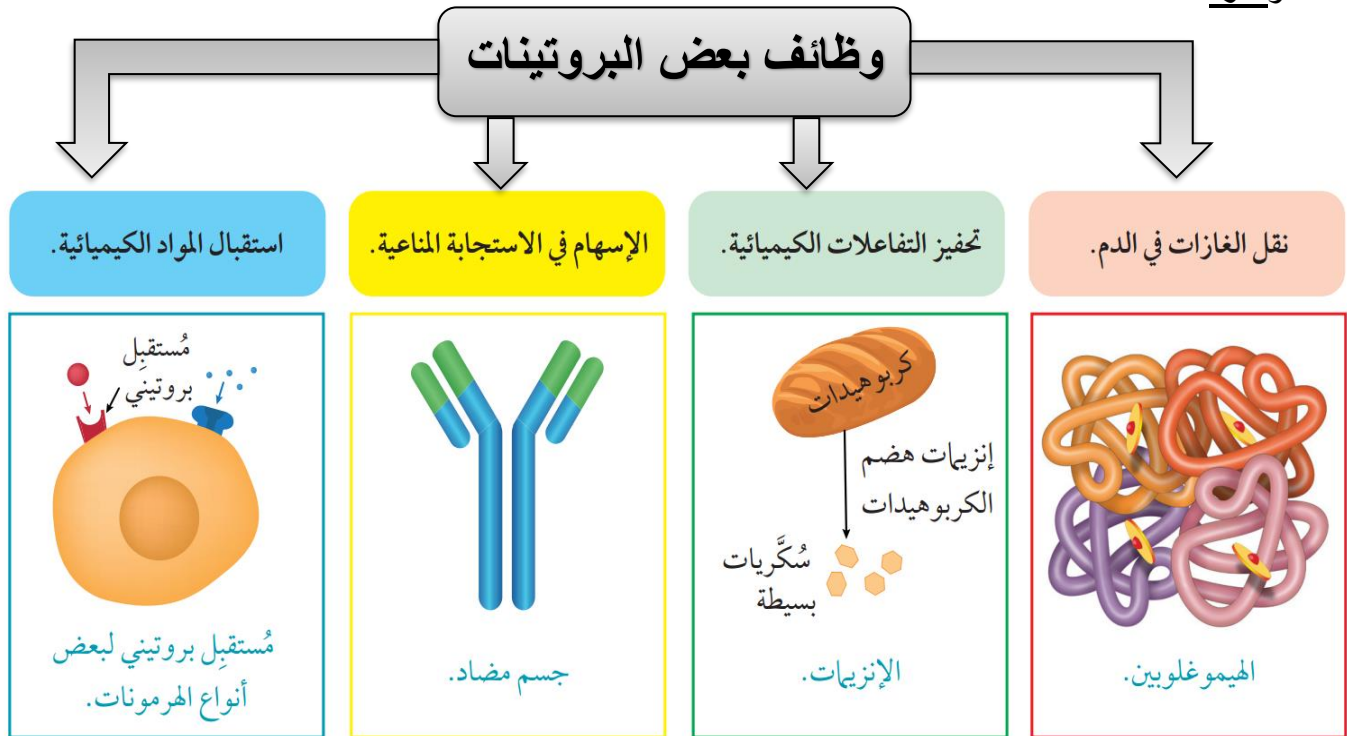 وظائف بعض البروتينات
نقل الغازات في الدم.
تحفيز التفاعلات الكيميائية.
الإسهام في الاستجابة المناعية.
استقبال المواد الكيميائية.
الهيموغلوبين.
كربوهيدات
إنزيمات هضم
الكربوهيدات
سُكَّريات
بسيطة
الإنزيمات.
جسم مضاد.
مُستقبِل
بروتيني
مُستقبِل بروتيني لبعض
أنواع الهرمونات.